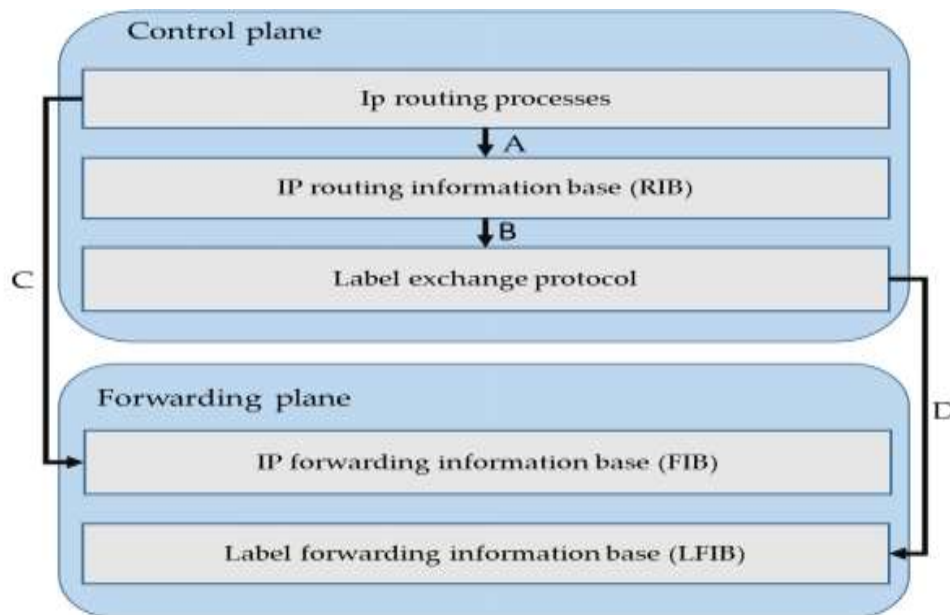 Control plane
Ip routing processes
A
IP routing information base (RIB)
B
Label exchange protocol
C
Forwarding plane
D
IP forwarding information base (FIB)
Label forwarding information base (LFIB)